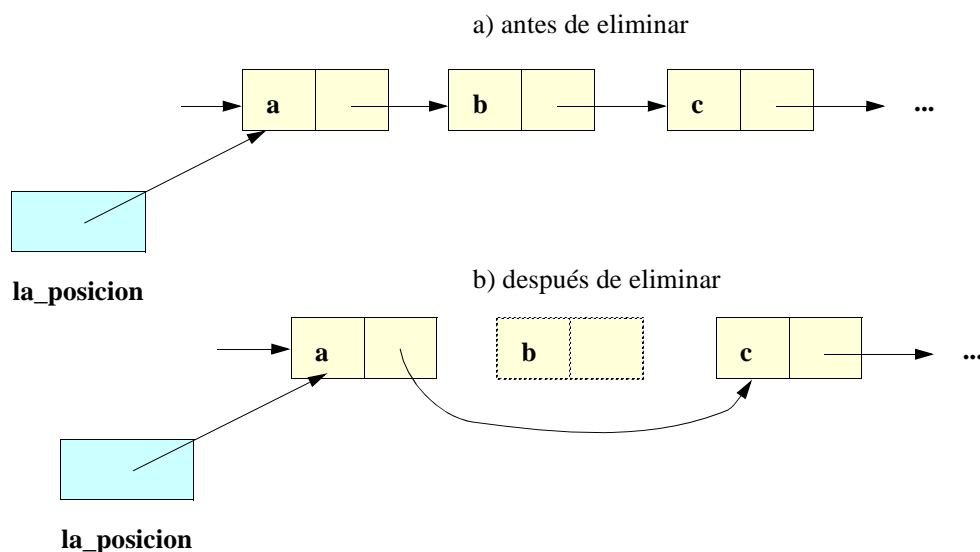 a) antes de eliminar
a b c ...
la_posicion
b) después de eliminar
a b c ...
la_posicion